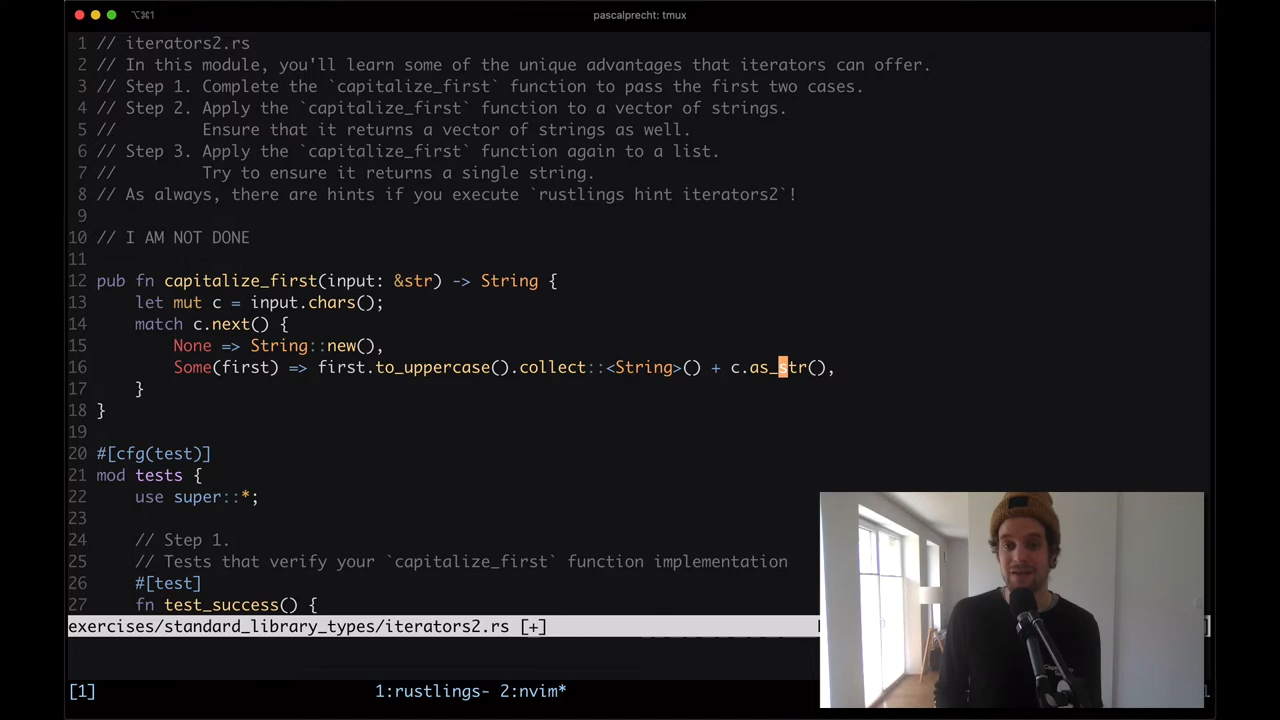 ⌥⌘1
pascalprecht: tmux
1 // iterators2.rs
2 // In this module, you'll learn some of the unique advantages that iterators can offer.
3 // Step 1. Complete the `capitalize_first` function to pass the first two cases.
4 // Step 2. Apply the `capitalize_first` function to a vector of strings.
5 //         Ensure that it returns a vector of strings as well.
6 // Step 3. Apply the `capitalize_first` function again to a list.
7 //         Try to ensure it returns a single string.
8 // As always, there are hints if you execute `rustlings hint iterators2`!
9
10 // I AM NOT DONE
11
12 pub fn capitalize_first(input: &str) -> String {
13     let mut c = input.chars();
14     match c.next() {
15         None => String::new(),
16         Some(first) => first.to_uppercase().collect::<String>() + c.as_str(),
17     }
18 }
19
20 #[cfg(test)]
21 mod tests {
22     use super::*;
23
24     // Step 1.
25     // Tests that verify your `capitalize_first` function implementation
26     #[test]
27     fn test_success() {
exercises/standard_library_types/iterators2.rs [+]
[1] 1:rustlings- 2:nvim*